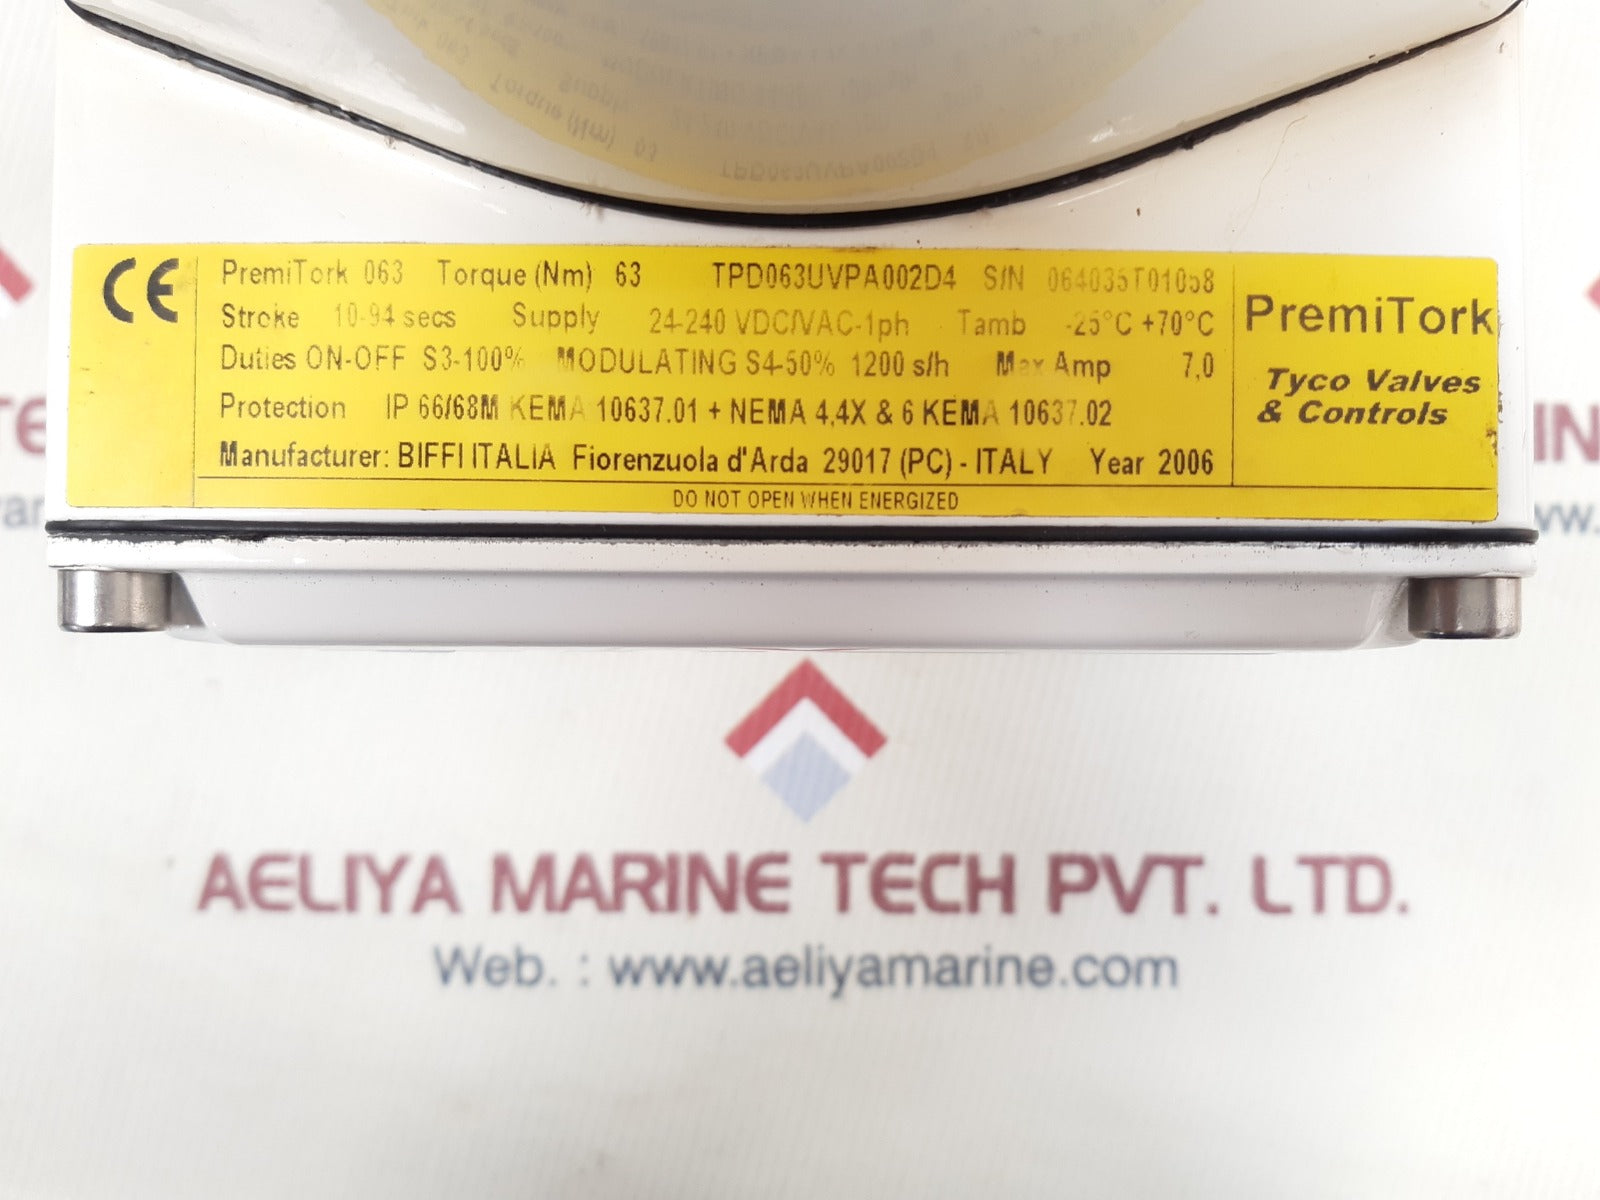 CE
PremiTork 063 Torque (Nm) 63 TPD063UVPA002D4 S/N 064035T01058
Stroke 10-94 secs Supply 24-240 VDC/VAC-1ph Tamb -25°C +70°C
Duties ON-OFF S3-100% MODULATING S4-50% 1200 s/h Max Amp 7,0
Protection IP 66/68M KEMA 10637.01 + NEMA 4,4X & 6 KEMA 10637.02
Manufacturer: BIFFI ITALIA Fiorenzuola d'Arda 29017 (PC) - ITALY Year 2006
DO NOT OPEN WHEN ENERGIZED
PremiTork
Tyco Valves
& Controls
AELIYA MARINE TECH PVT. LTD.
Web. : www.aeliyamarine.com